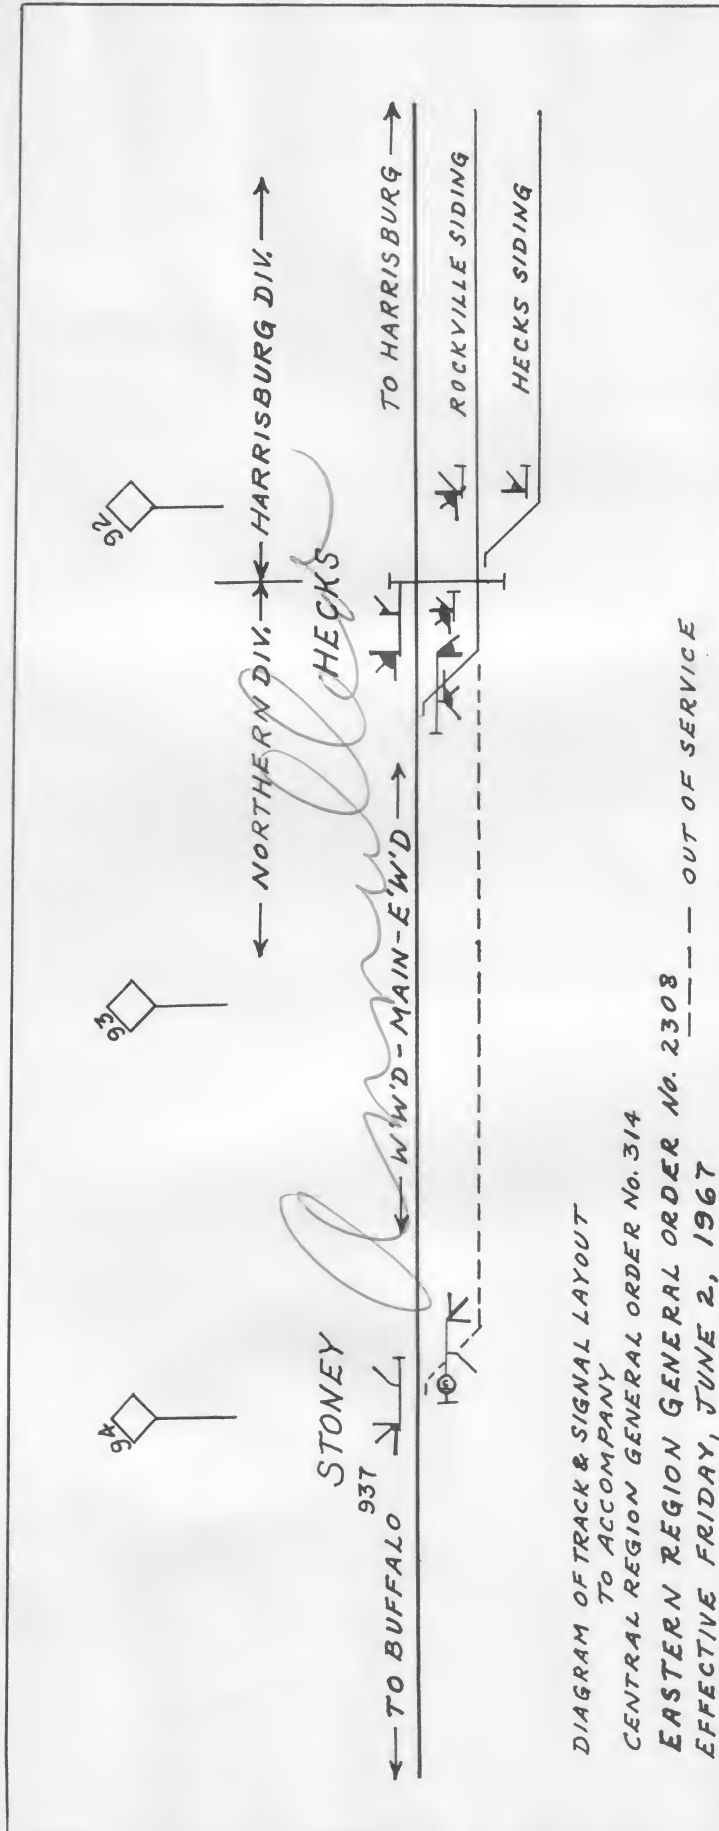 94
93
92
← NORTHERN DIV. → ← HARRISBURG DIV. →
STONEY
HECKS
937
← TO BUFFALO
← W'W'D - MAIN - E'W'D →
TO HARRISBURG →
ROCKVILLE SIDING
HECKS SIDING
DIAGRAM OF TRACK & SIGNAL LAYOUT
TO ACCOMPANY
CENTRAL REGION GENERAL ORDER No. 314
EASTERN REGION GENERAL ORDER No. 2308
EFFECTIVE FRIDAY, JUNE 2, 1967
OUT OF SERVICE